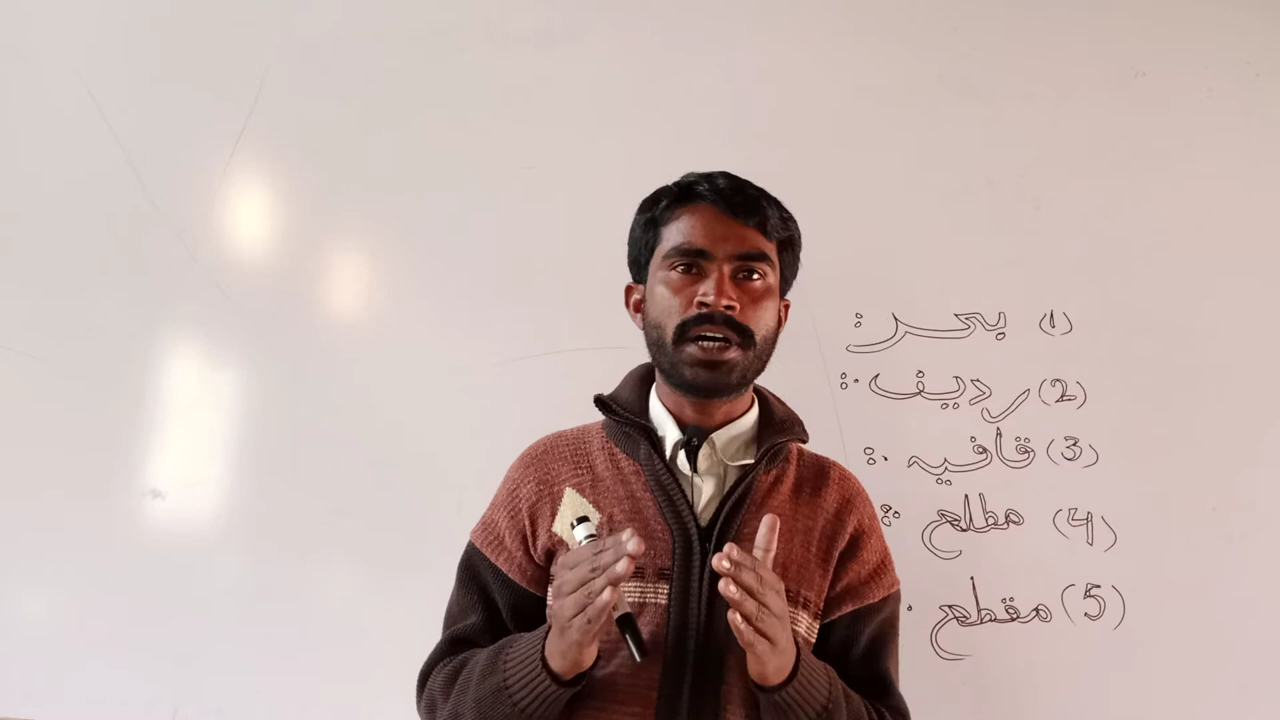 (1) بحر :
(2) ردیف :
(3) قافیہ :
(4) مطلع :
(5) مقطع :